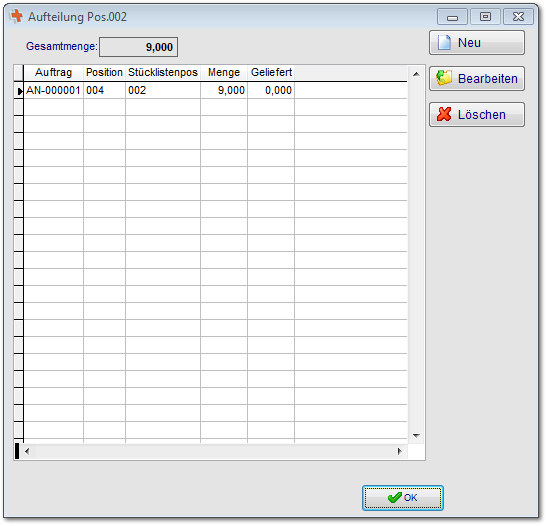 Aufteilung Pos.002
Gesamtmenge: 9,000
Neu
Bearbeiten
Löschen
Auftrag Position Stücklistenpos Menge Geliefert
AN-000001 004 002 9,000 0,000
OK